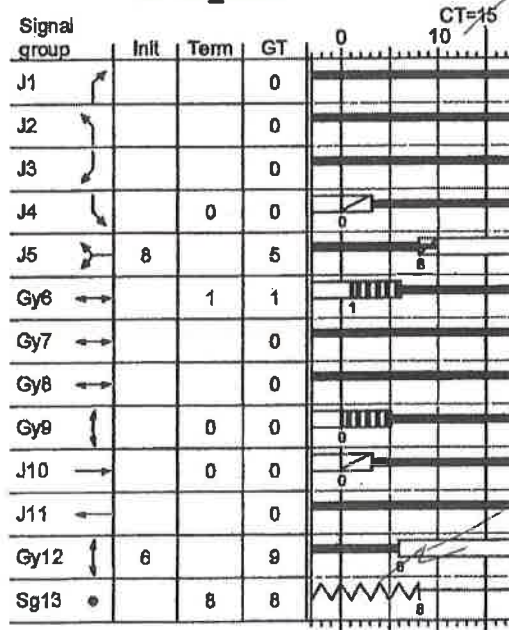 CT=15
Signal group Init Term GT 0 10
J1 0
J2 0
J3 0
J4 0 0 0
J5 8 5 8
Gy6 1 1 1
Gy7 0
Gy8 0
Gy9 0 0 0
J10 0 0 0
J11 0
Gy12 6 9 6
Sg13 8 8 8